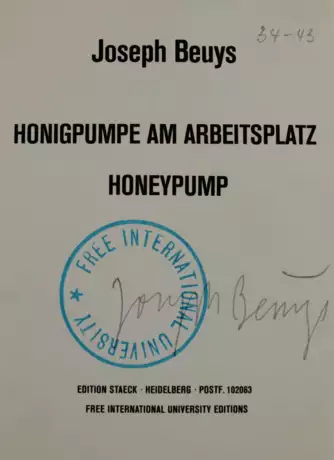 34-43
Joseph Beuys
HONIGPUMPE AM ARBEITSPLATZ
HONEYPUMP
★ FREE INTERNATIONAL UNIVERSITY
Joseph Beuys
EDITION STAECK · HEIDELBERG · POSTF. 102063
FREE INTERNATIONAL UNIVERSITY EDITIONS